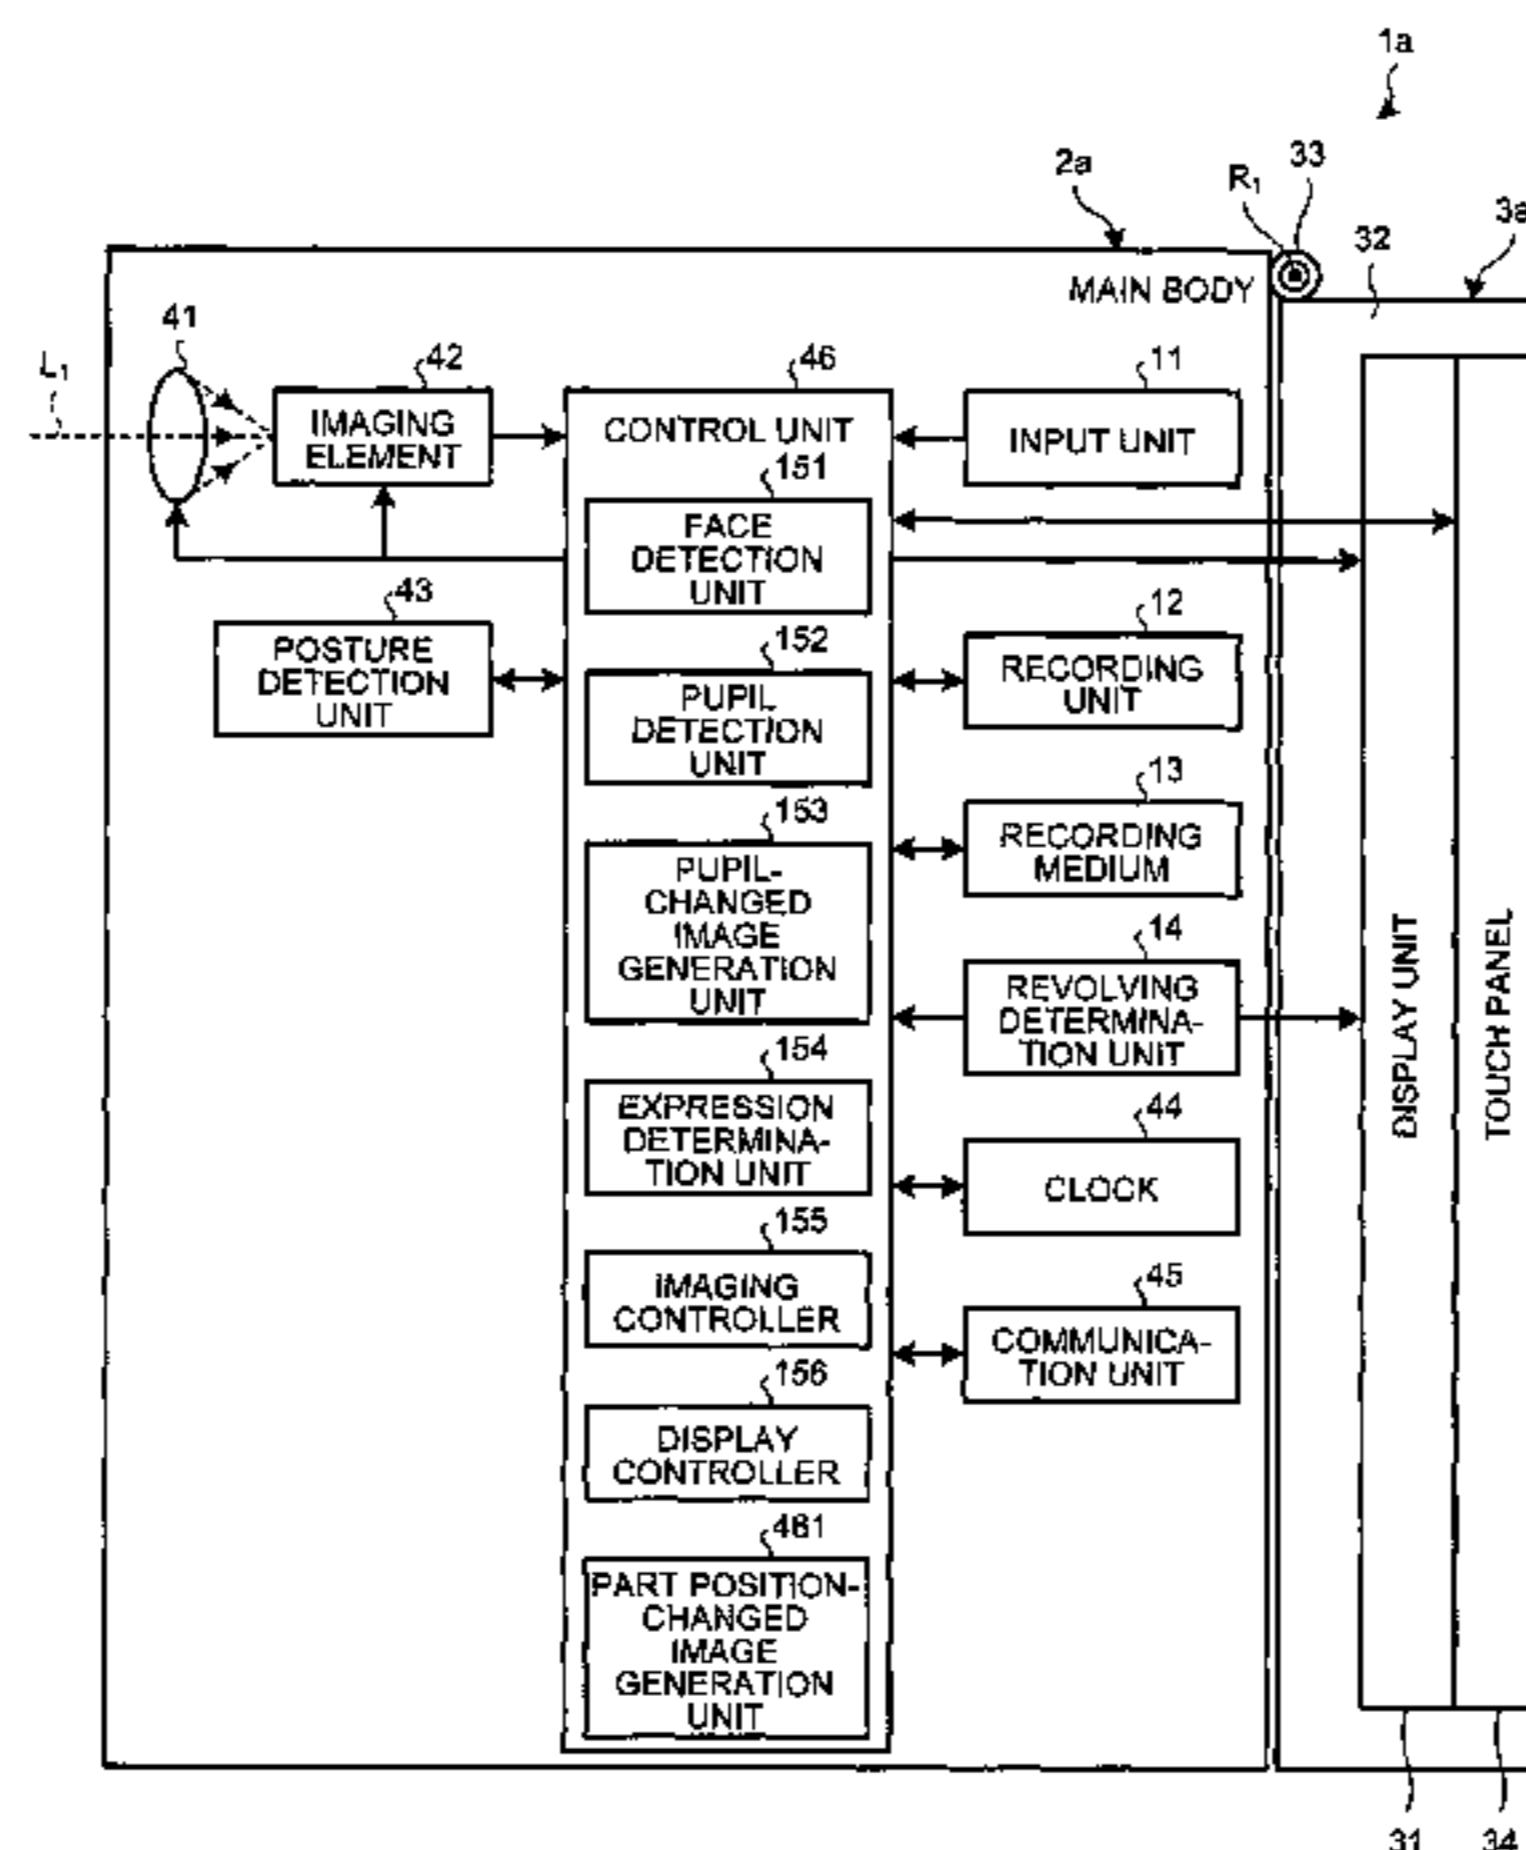 1a
2a
R1
33
32
3a
MAIN BODY
41
L1
42
IMAGING
ELEMENT
46
CONTROL UNIT
11
INPUT UNIT
151
FACE
DETECTION
UNIT
43
POSTURE
DETECTION
UNIT
12
RECORDING
UNIT
152
PUPIL
DETECTION
UNIT
13
RECORDING
MEDIUM
153
PUPIL-
CHANGED
IMAGE
GENERATION
UNIT
14
REVOLVING
DETERMINA-
TION UNIT
DISPLAY UNIT
TOUCH PANEL
154
EXPRESSION
DETERMINA-
TION UNIT
44
CLOCK
155
IMAGING
CONTROLLER
45
COMMUNICA-
TION UNIT
156
DISPLAY
CONTROLLER
461
PART POSITION-
CHANGED
IMAGE
GENERATION
UNIT
31
34